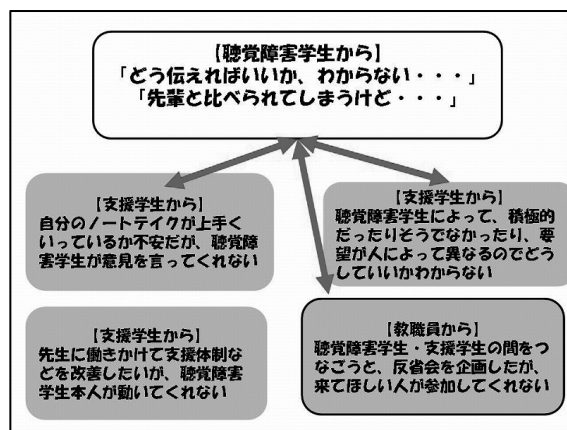 【聴覚障害学生から】
「どう伝えればいいか、わからない・・・」
「先輩と比べられてしまうけど・・・」
【支援学生から】
自分のノートテイクが上手く
いっているか不安だが、聴覚障
害学生が意見を言ってくれない
【支援学生から】
聴覚障害学生によって、積極的
だったりそうでなかったり、要
望が人によって異なるのでどう
していいかわからない
【支援学生から】
先生に働きかけて支援体制な
どを改善したいが、聴覚障害
学生本人が動いてくれない
【教職員から】
聴覚障害学生・支援学生の間をつ
なごうと、反省会を企画したが、
来てほしい人が参加してくれない